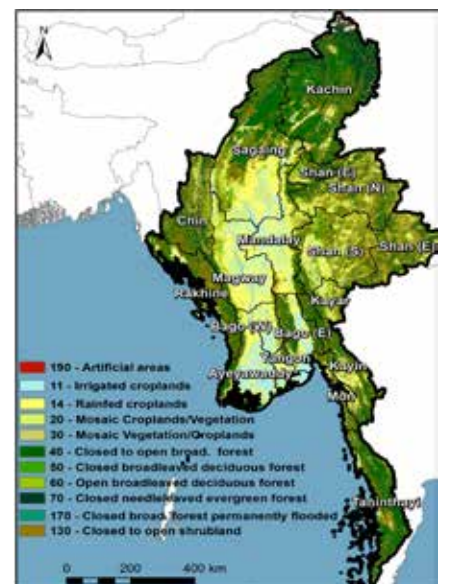 N
Kachin
Sagaing
Shan (C)
Shan (N)
Chin
Mandalay
Shan (S)
Shan (E)
Magway
Rakhine
Kayar
Bago (W)
Bago (E)
Yangon
Ayeyawaddy
Kayin
Mon
Taninthayi
190 - Artificial areas
11 - Irrigated croplands
14 - Rainfed croplands
20 - Mosaic Croplands/Vegetation
30 - Mosaic Vegetation/Croplands
40 - Closed to open broad. forest
50 - Closed broadleaved deciduous forest
60 - Open broadleaved deciduous forest
70 - Closed needleleaved evergreen forest
170 - Closed broad. forest permanently flooded
130 - Closed to open shrubland
0 200 400 km